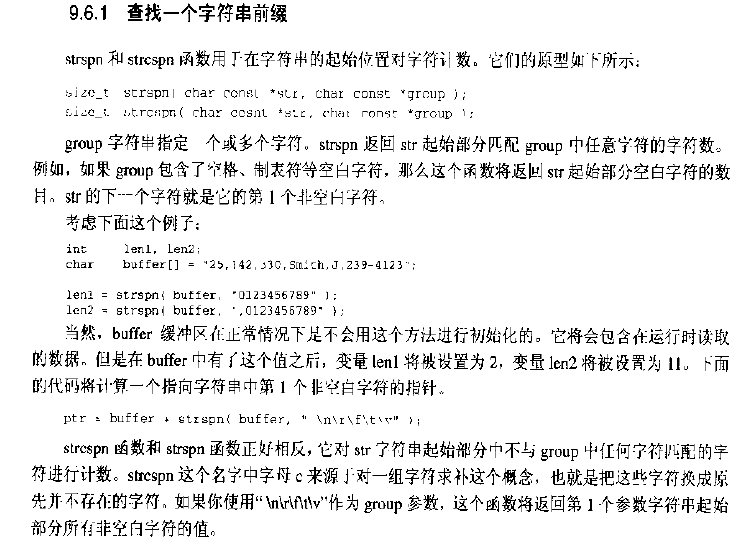 9.6.1 查找一个字符串前缀
strspn 和 strcspn 函数用于在字符串的起始位置对字符计数。它们的原型如下所示：
size_t strspn( char const *str, char const *group );
size_t strcspn( char const *str, char const *group );
group 字符串指定一个或多个字符。strspn 返回 str 起始部分匹配 group 中任意字符的字符数。
例如，如果 group 包含了空格、制表符等空白字符，那么这个函数将返回 str 起始部分空白字符的数
目。str 的下一个字符就是它的第 1 个非空白字符。
考虑下面这个例子：
int len1, len2;
char buffer[] = "25,142,330,Smith,J,239-4123";
len1 = strspn( buffer, "0123456789" );
len2 = strspn( buffer, ",0123456789" );
当然，buffer 缓冲区在正常情况下是不会用这个方法进行初始化的。它将会包含在运行时读取
的数据。但是在 buffer 中有了这个值之后，变量 len1 将被设置为 2，变量 len2 将被设置为 11。下面
的代码将计算一个指向字符串中第 1 个非空白字符的指针。
ptr = buffer + strspn( buffer, " \n\r\f\t\v" );
strcspn 函数和 strspn 函数正好相反，它对 str 字符串起始部分中不与 group 中任何字符匹配的字
符进行计数。strcspn 这个名字中字母 c 来源于对一组字符求补这个概念，也就是把这些字符换成原
先并不存在的字符。如果你使用“ \n\r\f\t\v”作为 group 参数，这个函数将返回第 1 个参数字符串起始
部分所有非空白字符的值。